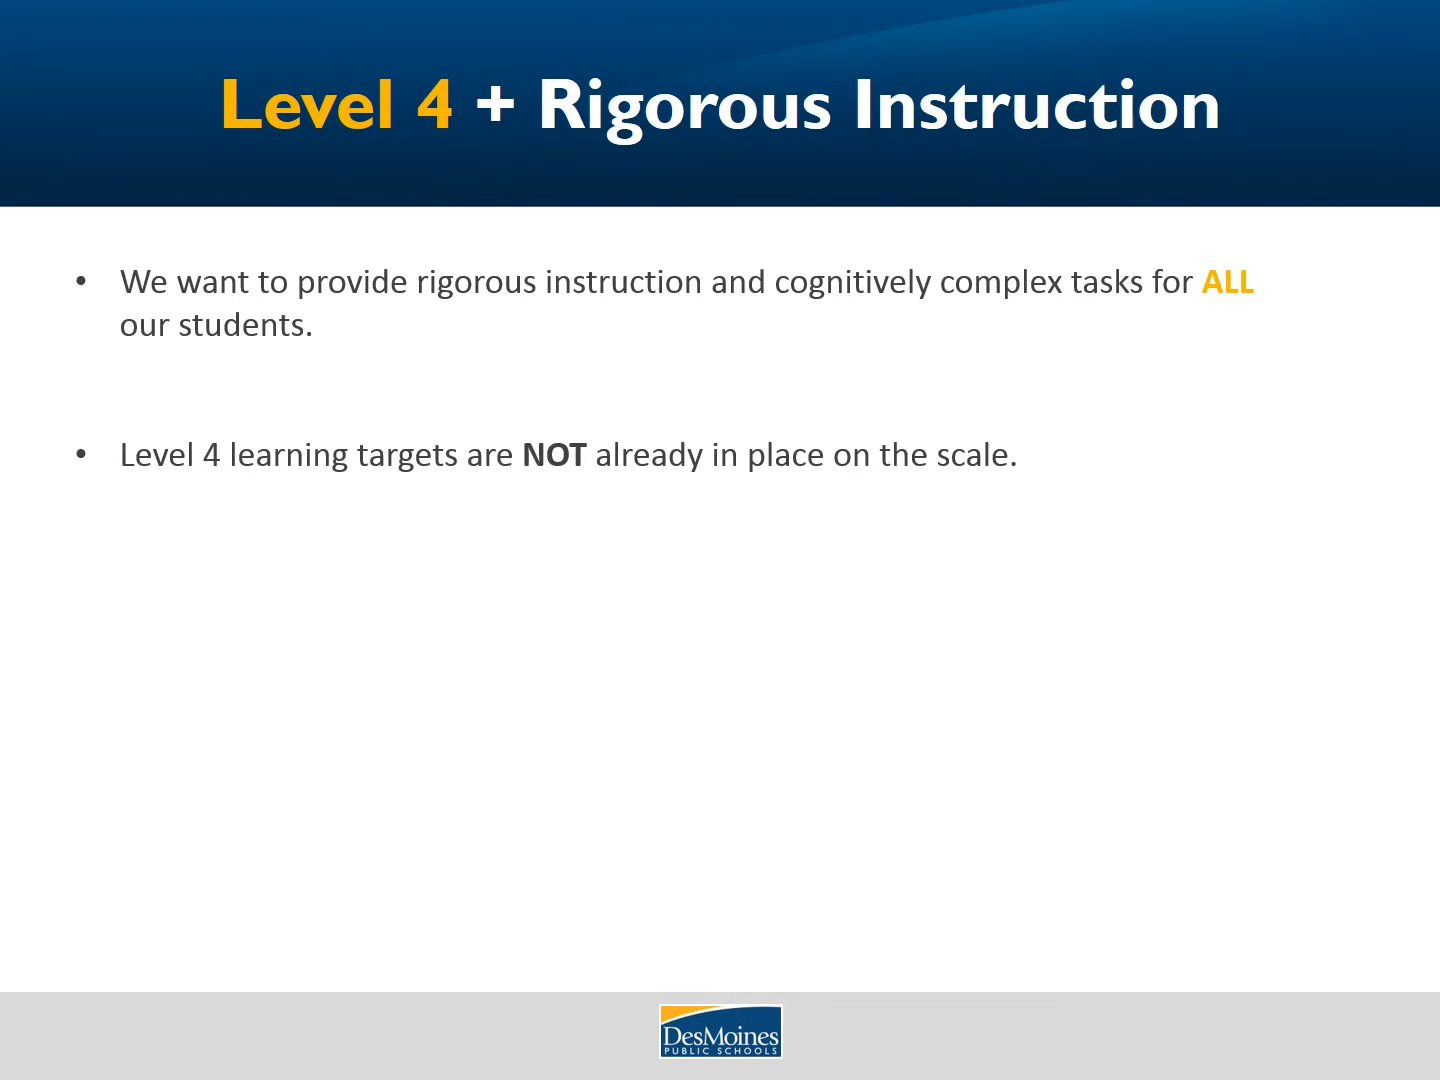 Level 4 + Rigorous Instruction
• We want to provide rigorous instruction and cognitively complex tasks for ALL
our students.
• Level 4 learning targets are NOT already in place on the scale.
DesMoines
PUBLIC SCHOOLS